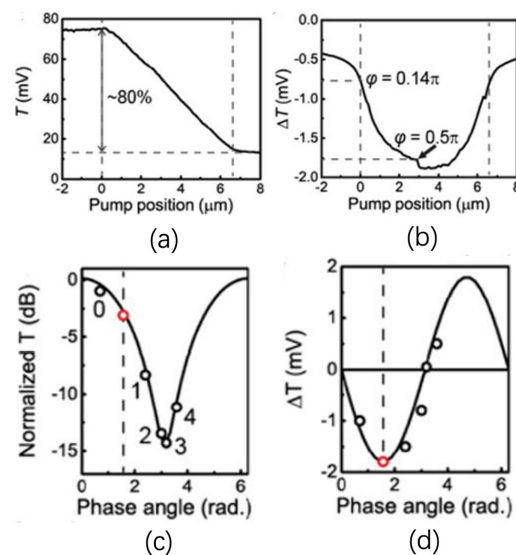 80
60
40
20
0
T (mV)
~80%
-2 0 2 4 6 8
Pump position (μm)
(a)
0.0
-0.5
-1.0
-1.5
-2.0
ΔT (mV)
φ = 0.14π
φ = 0.5π
-2 0 2 4 6 8
Pump position (μm)
(b)
0
-5
-10
-15
Normalized T (dB)
0
1
2
3
4
0 2 4 6
Phase angle (rad.)
(c)
2
1
0
-1
-2
ΔT (mV)
0 2 4 6
Phase angle (rad.)
(d)